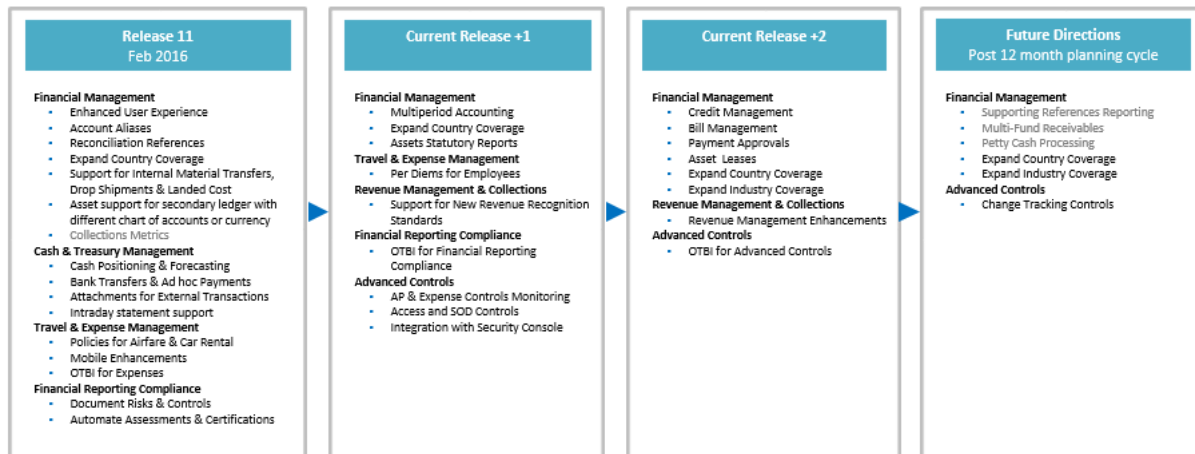 Release 11
Feb 2016
Financial Management
Enhanced User Experience
Account Aliases
Reconciliation References
Expand Country Coverage
Support for Internal Material Transfers,
Drop Shipments & Landed Cost
Asset support for secondary ledger with
different chart of accounts or currency
Collections Metrics
Cash & Treasury Management
Cash Positioning & Forecasting
Bank Transfers & Ad hoc Payments
Attachments for External Transactions
Intraday statement support
Travel & Expense Management
Policies for Airfare & Car Rental
Mobile Enhancements
OTBI for Expenses
Financial Reporting Compliance
Document Risks & Controls
Automate Assessments & Certifications
Current Release +1
Financial Management
Multiperiod Accounting
Expand Country Coverage
Assets Statutory Reports
Travel & Expense Management
Per Diems for Employees
Revenue Management & Collections
Support for New Revenue Recognition
Standards
Financial Reporting Compliance
OTBI for Financial Reporting
Compliance
Advanced Controls
AP & Expense Controls Monitoring
Access and SOD Controls
Integration with Security Console
Current Release +2
Financial Management
Credit Management
Bill Management
Payment Approvals
Asset Leases
Expand Country Coverage
Expand Industry Coverage
Revenue Management & Collections
Revenue Management Enhancements
Advanced Controls
OTBI for Advanced Controls
Future Directions
Post 12 month planning cycle
Financial Management
Supporting References Reporting
Multi-Fund Receivables
Petty Cash Processing
Expand Country Coverage
Expand Industry Coverage
Advanced Controls
Change Tracking Controls